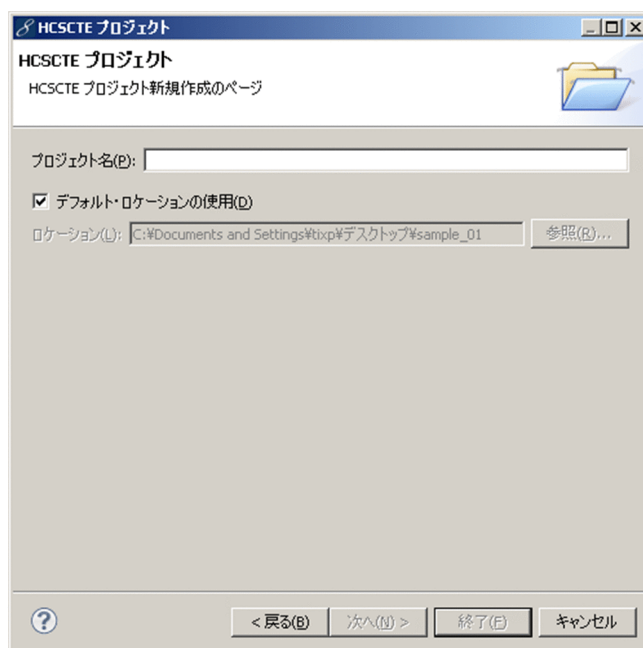 HCSCTE プロジェクト
HCSCTE プロジェクト
HCSCTE プロジェクト新規作成のページ
プロジェクト名(P):
デフォルト・ロケーションの使用(D)
ロケーション(L): C:¥Documents and Settings¥tixp¥デスクトップ¥sample_01 参照(R)...
? < 戻る(B) 次へ(N) > 終了(F) キャンセル